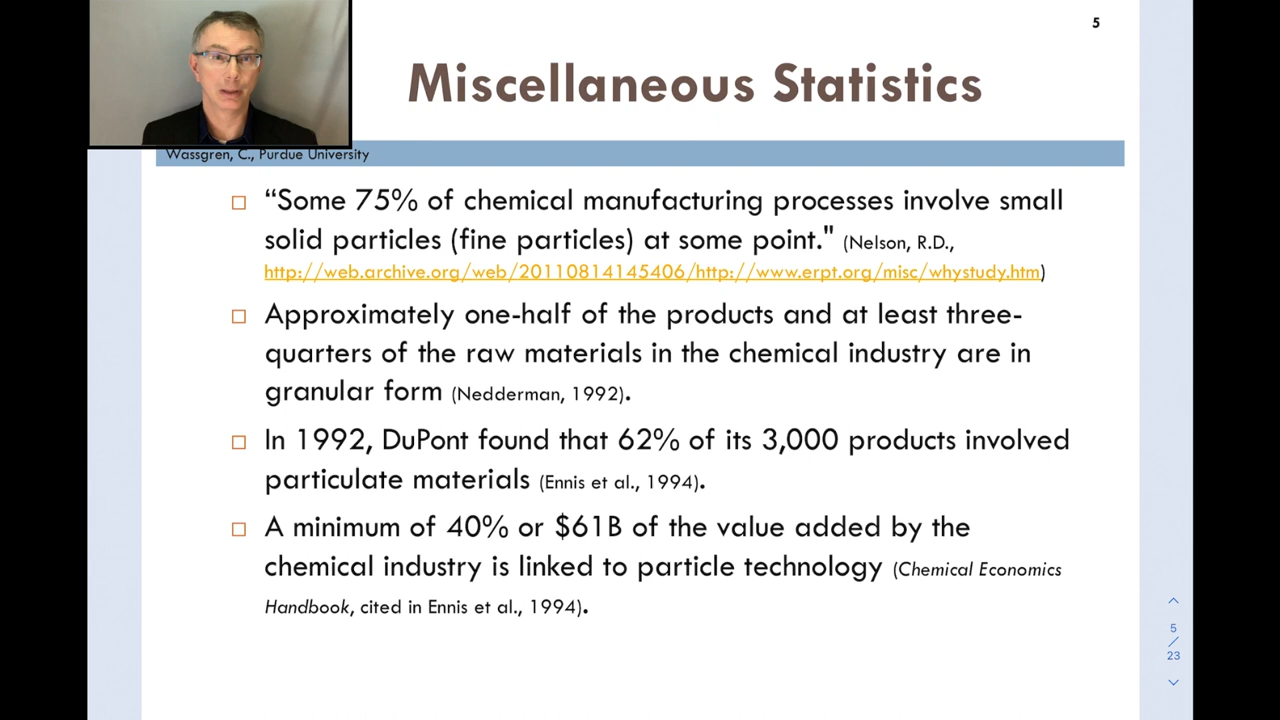 5
Miscellaneous Statistics
Wassgren, C., Purdue University
□ “Some 75% of chemical manufacturing processes involve small
solid particles (fine particles) at some point." (Nelson, R.D.,
http://web.archive.org/web/20110814145406/http://www.erpt.org/misc/whystudy.htm)
□ Approximately one-half of the products and at least three-
quarters of the raw materials in the chemical industry are in
granular form (Nedderman, 1992).
□ In 1992, DuPont found that 62% of its 3,000 products involved
particulate materials (Ennis et al., 1994).
□ A minimum of 40% or $61B of the value added by the
chemical industry is linked to particle technology (Chemical Economics
Handbook, cited in Ennis et al., 1994).
5
/
23